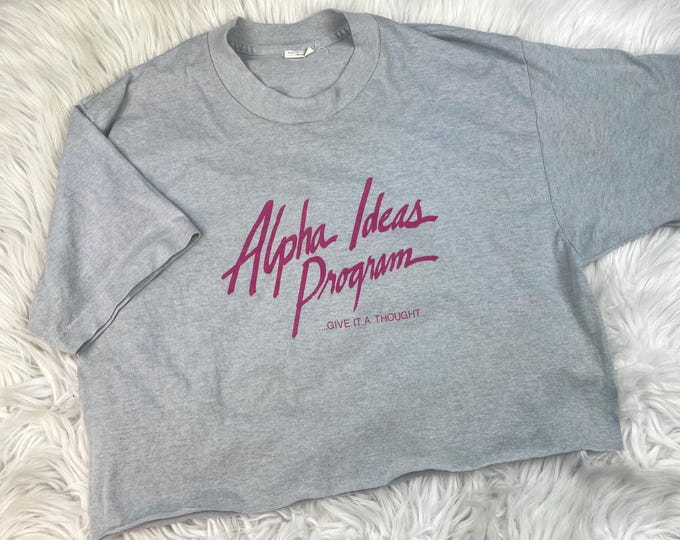 Alpha Ideas
Program
...GIVE IT A THOUGHT